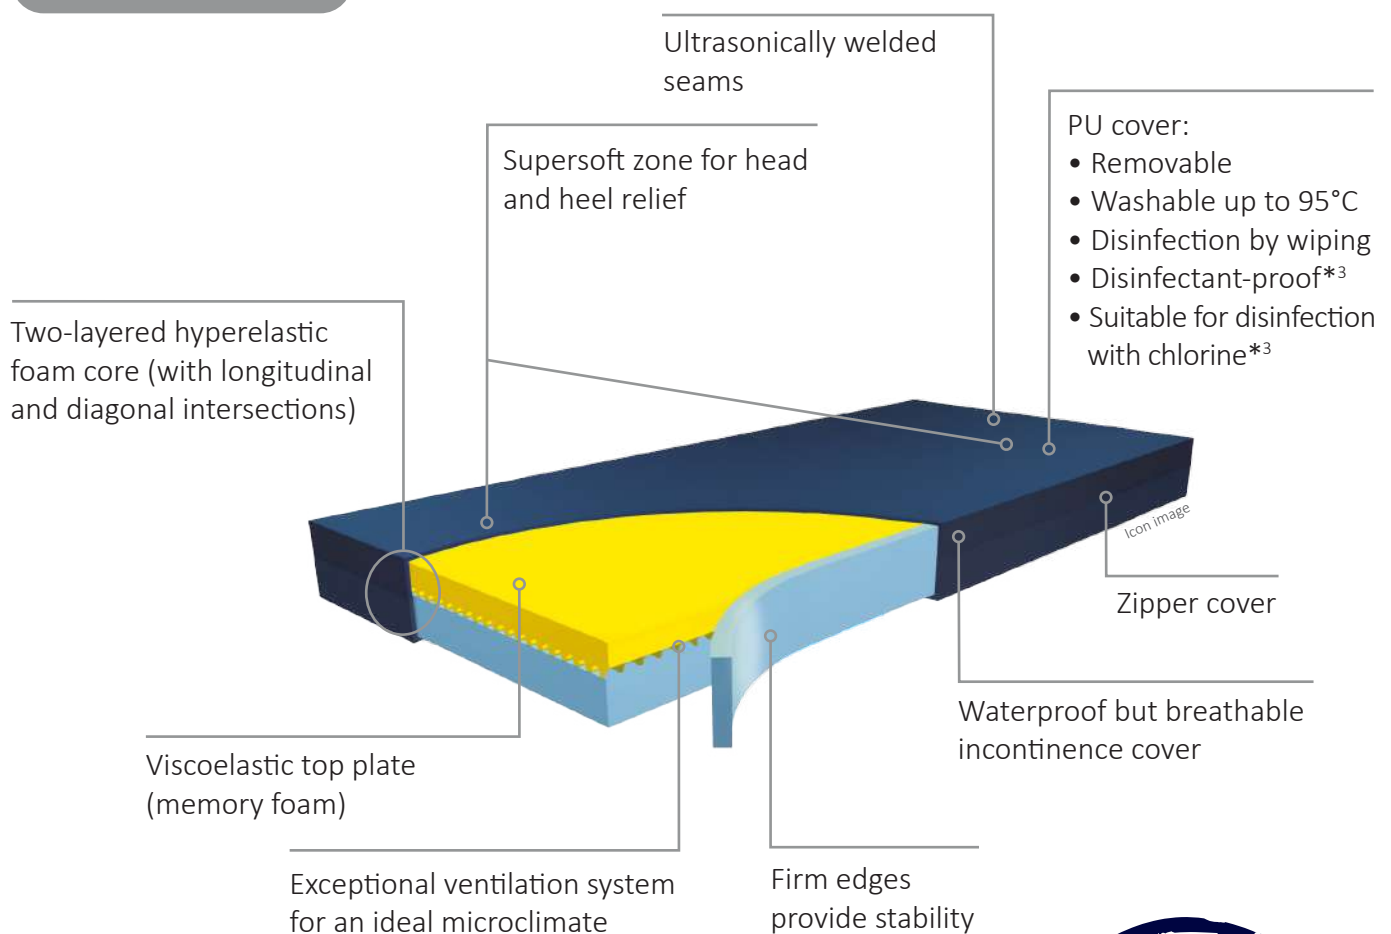 Ultrasonically welded
seams
Supersoft zone for head
and heel relief
PU cover:
• Removable
• Washable up to 95°C
• Disinfection by wiping
• Disinfectant-proof*³
• Suitable for disinfection
with chlorine*³
Two-layered hyperelastic
foam core (with longitudinal
and diagonal intersections)
Icon image
Zipper cover
Waterproof but breathable
incontinence cover
Viscoelastic top plate
(memory foam)
Exceptional ventilation system
for an ideal microclimate
Firm edges
provide stability